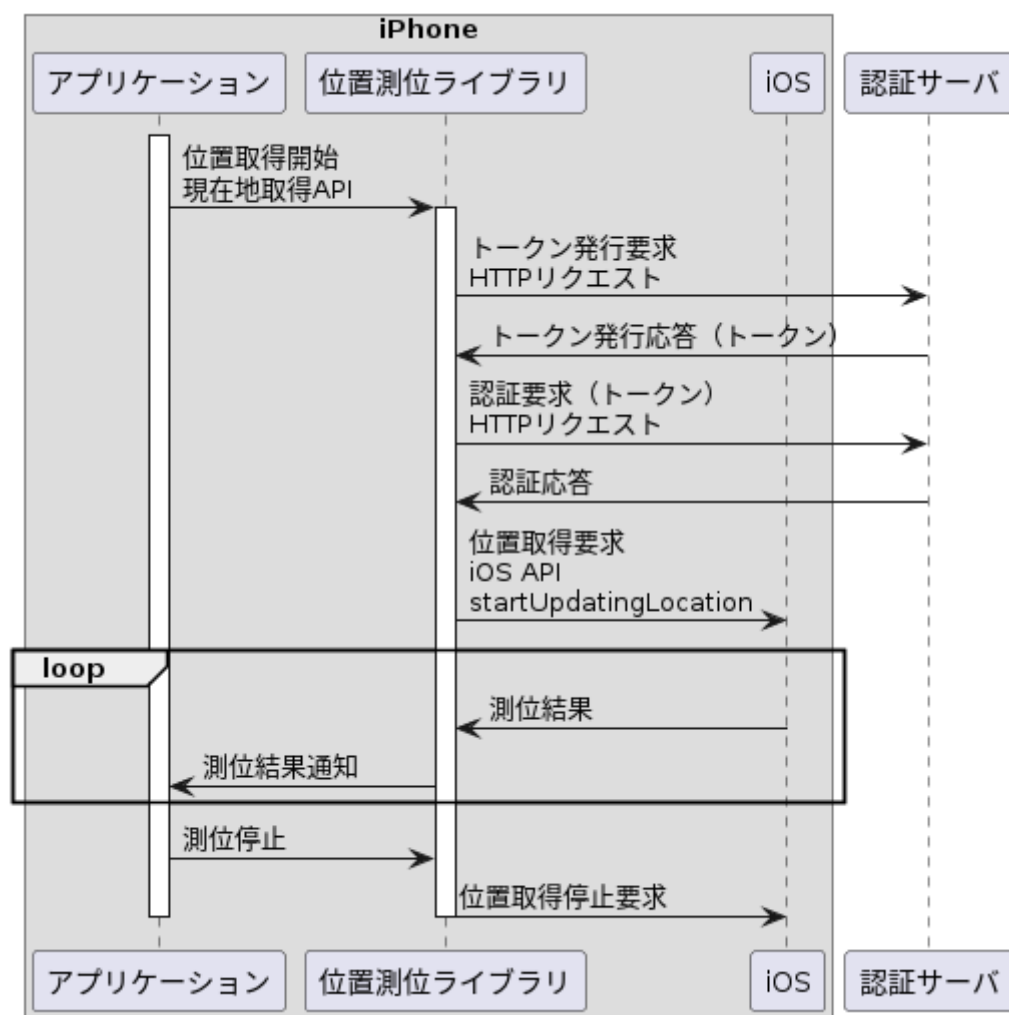 iPhone
アプリケーション
位置測位ライブラリ
iOS
認証サーバ
位置取得開始
現在地取得API
トークン発行要求
HTTPリクエスト
トークン発行応答（トークン）
認証要求（トークン）
HTTPリクエスト
認証応答
位置取得要求
iOS API
startUpdatingLocation
loop
測位結果
測位結果通知
測位停止
位置取得停止要求
アプリケーション
位置測位ライブラリ
iOS
認証サーバ